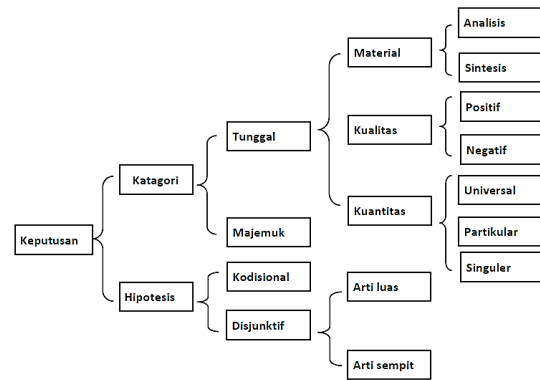 Analisis
Material
Sintesis
Positif
Tunggal
Kualitas
Negatif
Katagori
Universal
Kuantitas
Partikular
Keputusan
Majemuk
Singuler
Kodisional
Hipotesis
Arti luas
Disjunktif
Arti sempit